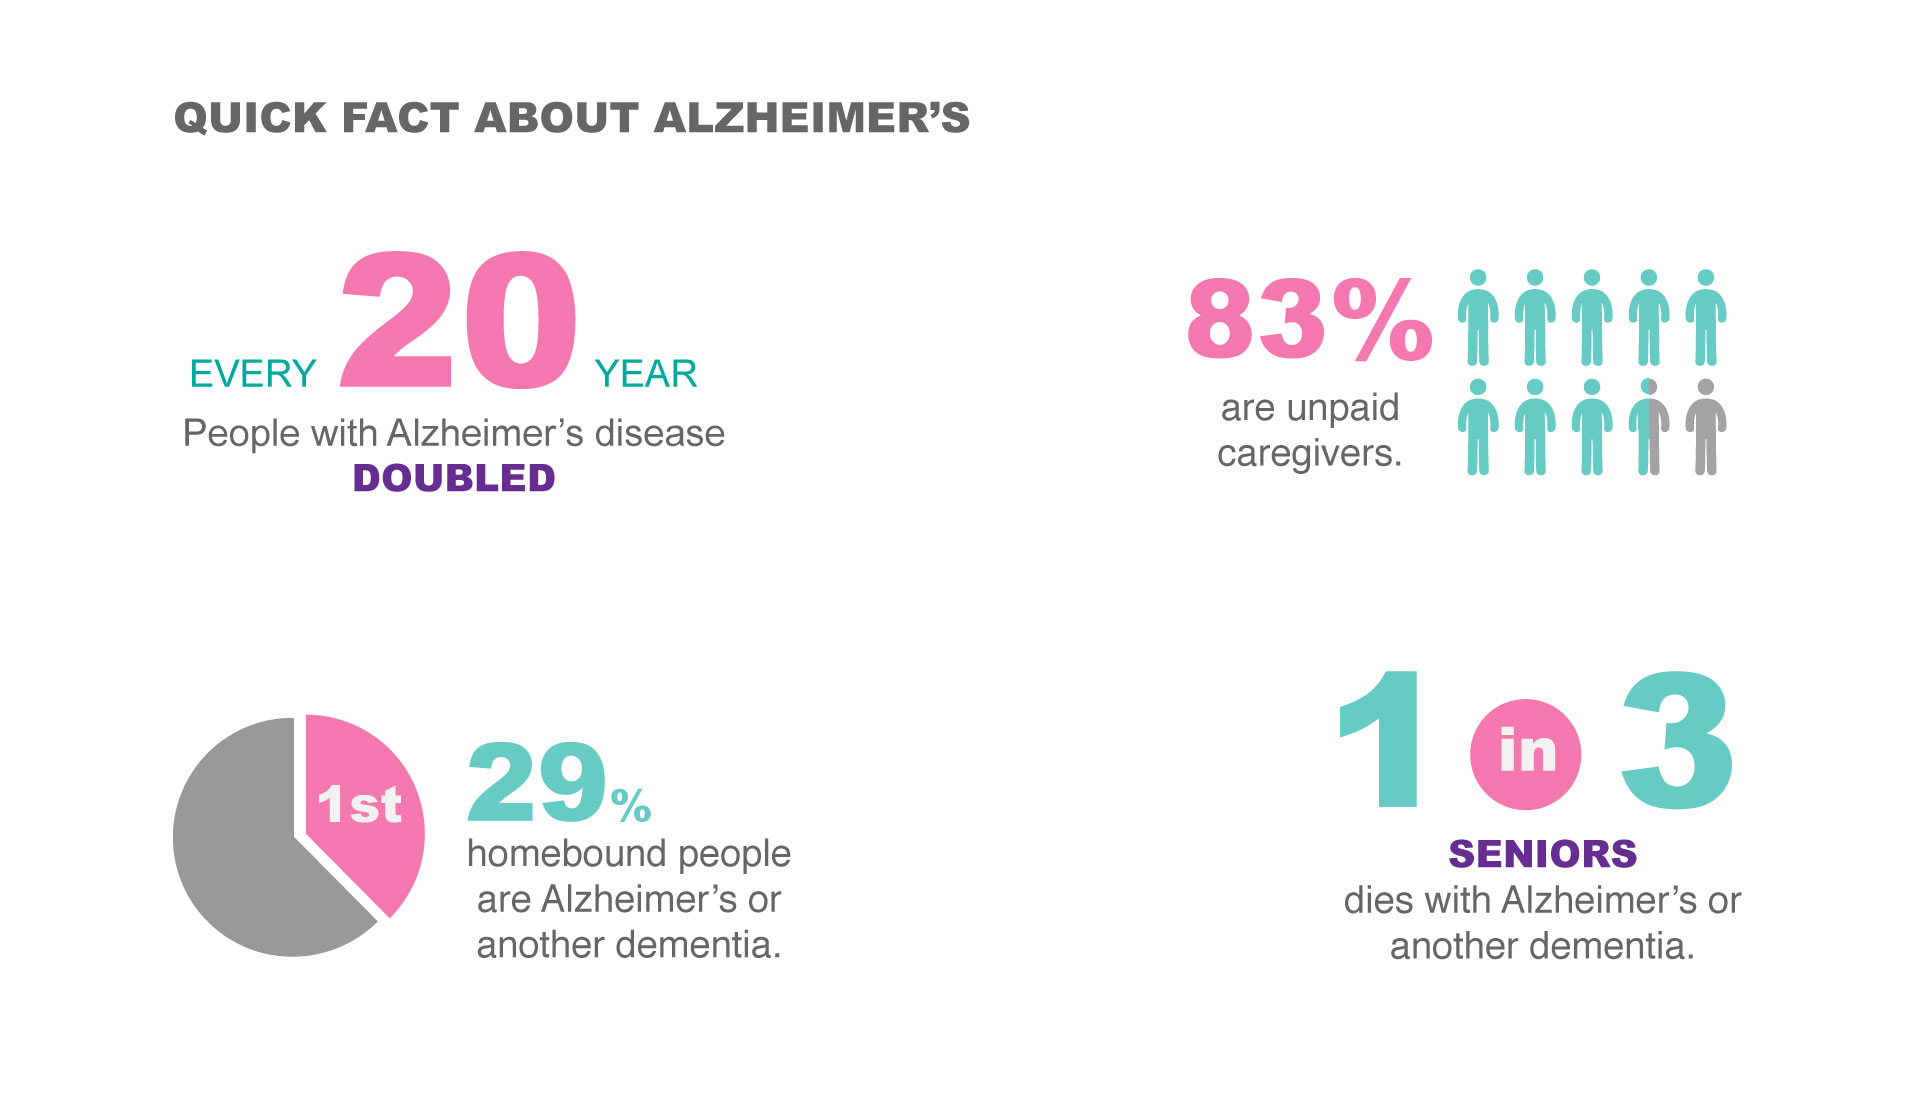 QUICK FACT ABOUT ALZHEIMER’S
EVERY 20 YEAR
People with Alzheimer’s disease
DOUBLED
83%
are unpaid
caregivers.
1st
29%
homebound people
are Alzheimer’s or
another dementia.
1 in 3
SENIORS
dies with Alzheimer’s or
another dementia.